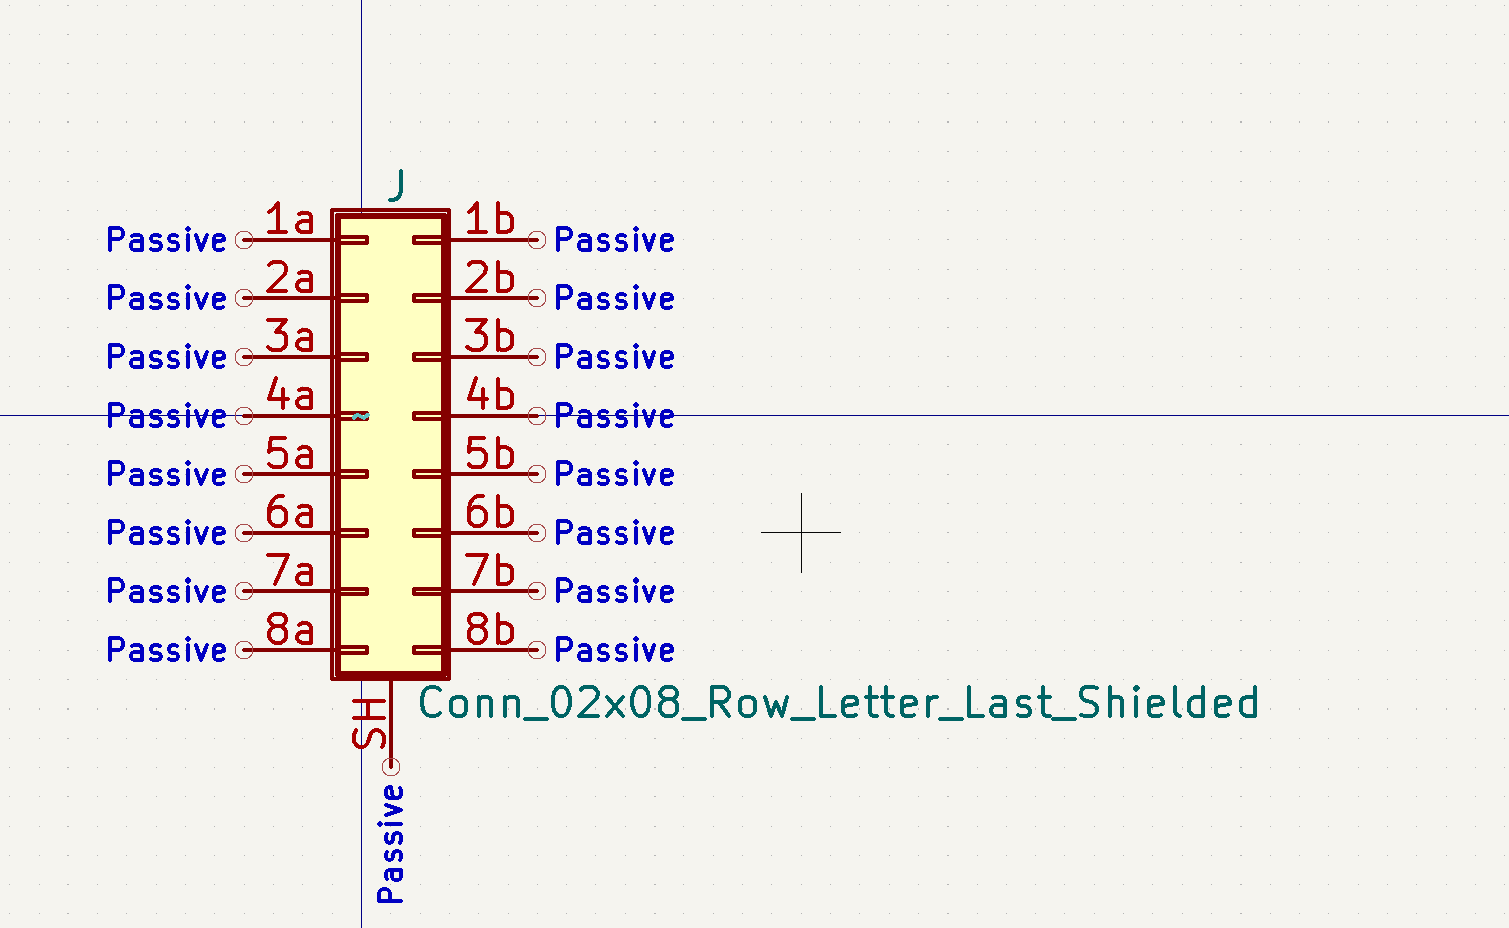 J
Passive 1a 1b Passive
Passive 2a 2b Passive
Passive 3a 3b Passive
Passive 4a ~ 4b Passive
Passive 5a 5b Passive
Passive 6a 6b Passive
Passive 7a 7b Passive
Passive 8a 8b Passive
Conn_02x08_Row_Letter_Last_Shielded
SH
Passive